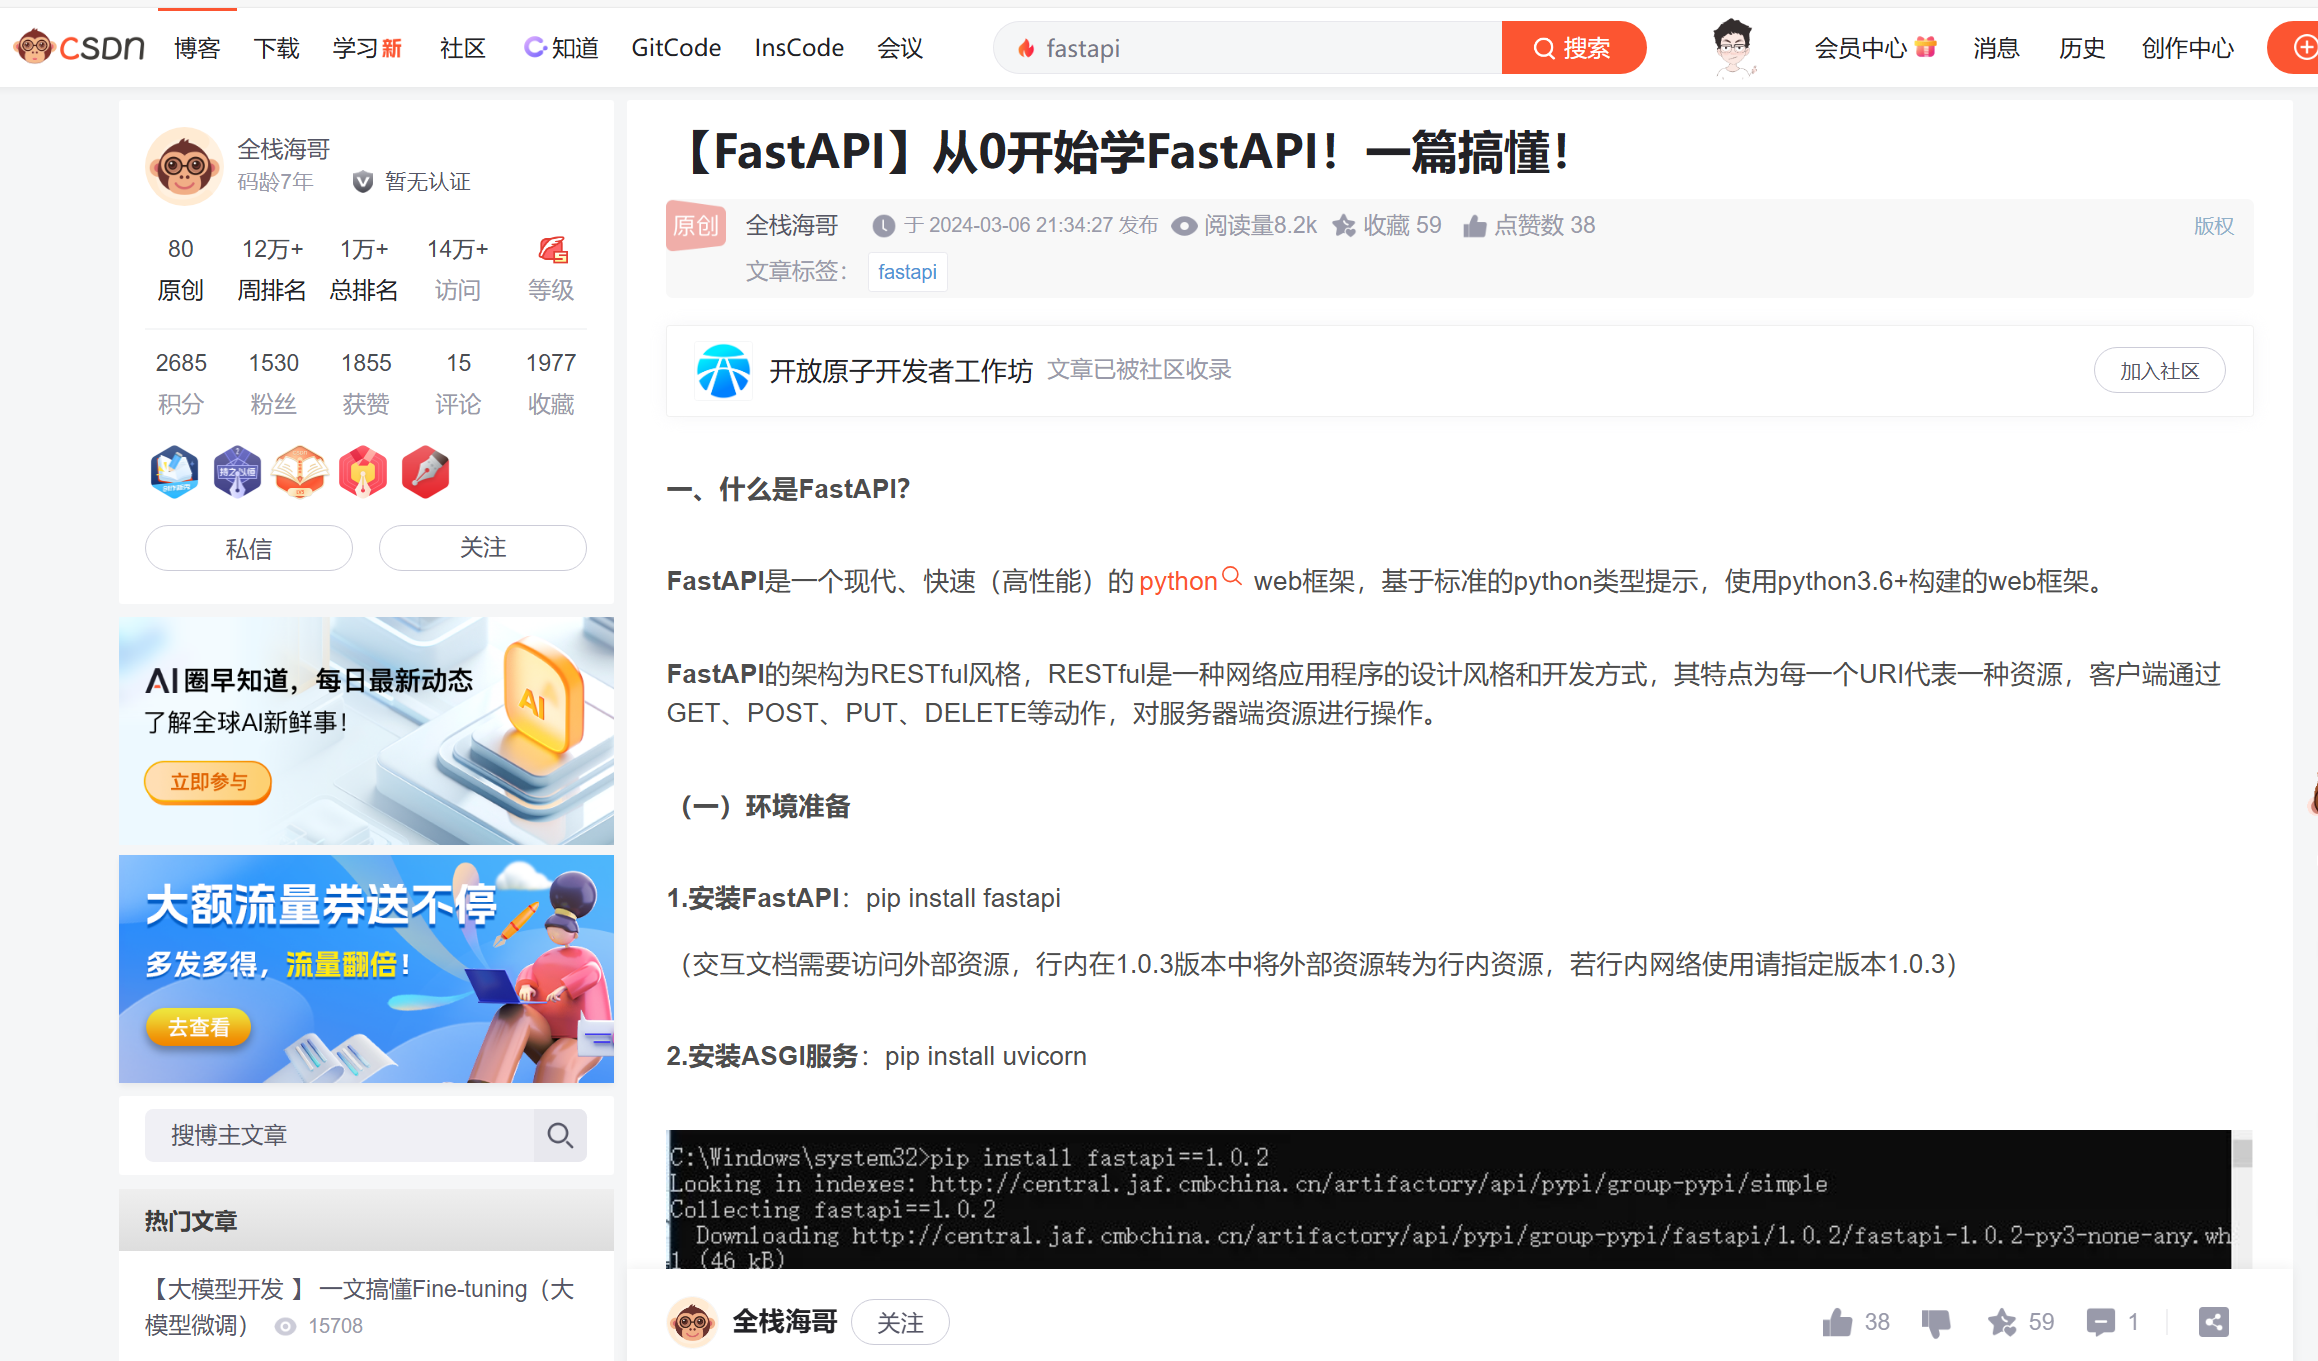 CSDN 博客 下载 学习 新 社区 知道 GitCode InsCode 会议 fastapi 搜索 会员中心 消息 历史 创作中心
全栈海哥
码龄7年 暂无认证
80 12万+ 1万+ 14万+
原创 周排名 总排名 访问 等级
2685 1530 1855 15 1977
积分 粉丝 获赞 评论 收藏
持之以恒
私信 关注
AI圈早知道，每日最新动态
了解全球AI新鲜事！
AI
立即参与
大额流量券送不停
多发多得，流量翻倍！
去查看
搜博主文章
热门文章
【大模型开发 】 一文搞懂Fine-tuning（大
模型微调） 15708
【FastAPI】从0开始学FastAPI！一篇搞懂！
原创 全栈海哥 于 2024-03-06 21:34:27 发布 阅读量8.2k 收藏 59 点赞数 38 版权
文章标签： fastapi
开放原子开发者工作坊 文章已被社区收录 加入社区
一、什么是FastAPI？
FastAPI是一个现代、快速（高性能）的 python web框架，基于标准的python类型提示，使用python3.6+构建的web框架。
FastAPI的架构为RESTful风格，RESTful是一种网络应用程序的设计风格和开发方式，其特点为每一个URI代表一种资源，客户端通过
GET、POST、PUT、DELETE等动作，对服务器端资源进行操作。
（一）环境准备
1.安装FastAPI：pip install fastapi
（交互文档需要访问外部资源，行内在1.0.3版本中将外部资源转为行内资源，若行内网络使用请指定版本1.0.3）
2.安装ASGI服务：pip install uvicorn
C:\Windows\system32>pip install fastapi==1.0.2
Looking in indexes: http://central.jaf.cmbchina.cn/artifactory/api/pypi/group-pypi/simple
Collecting fastapi==1.0.2
Downloading http://central.jaf.cmbchina.cn/artifactory/api/pypi/group-pypi/fastapi/1.0.2/fastapi-1.0.2-py3-none-any.wh
l (46 kB)
全栈海哥 关注 38 59 1